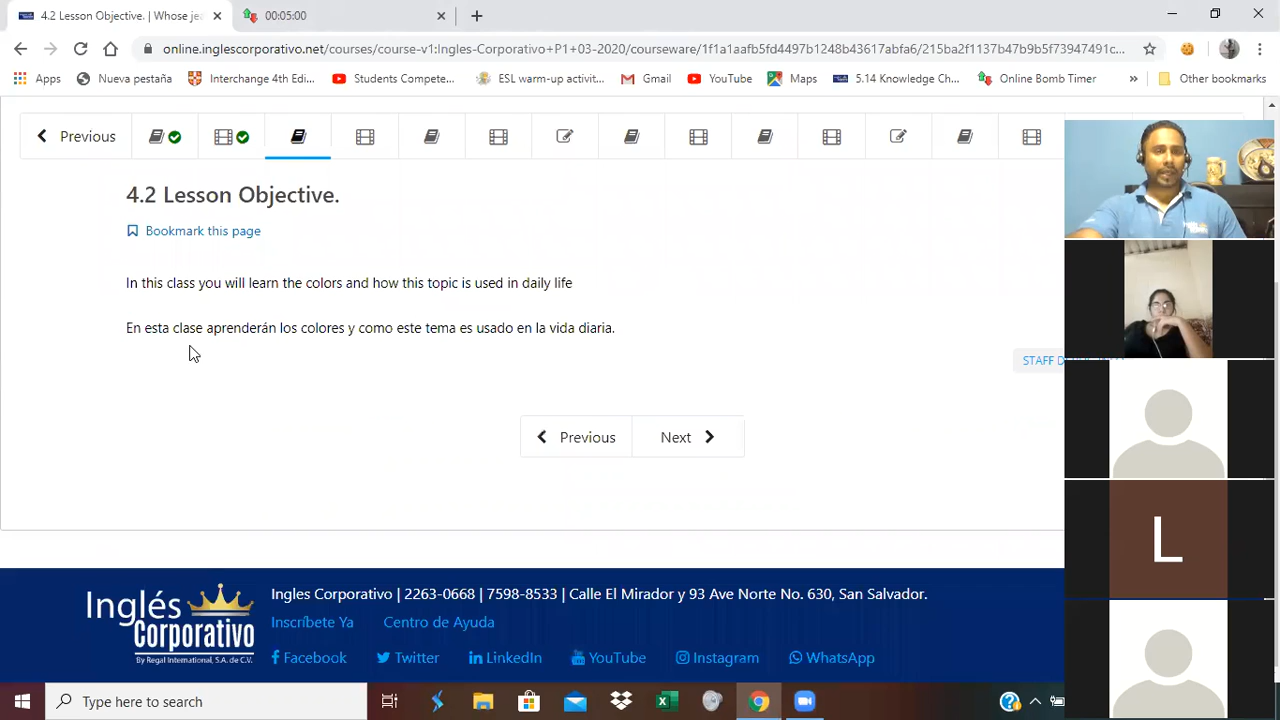 4.2 Lesson Objective. | Whose je
00:05:00
online.inglescorporativo.net/courses/course-v1:Ingles-Corporativo+P1+03-2020/courseware/1f1a1aafb5fd4497b1248b43617abfa6/215ba2f1137b47b9b5f73947491c...
Apps Nueva pestaña Interchange 4th Edi... Students Compete... ESL warm-up activit... Gmail YouTube Maps 5.14 Knowledge Ch... Online Bomb Timer » Other bookmarks
Previous
4.2 Lesson Objective.
Bookmark this page
In this class you will learn the colors and how this topic is used in daily life
En esta clase aprenderán los colores y como este tema es usado en la vida diaria.
STAFF D
Previous Next
L
Inglés Corporativo
By Regal International, S.A. de C.V.
Ingles Corporativo | 2263-0668 | 7598-8533 | Calle El Mirador y 93 Ave Norte No. 630, San Salvador.
Inscríbete Ya Centro de Ayuda
Facebook Twitter LinkedIn YouTube Instagram WhatsApp
Type here to search